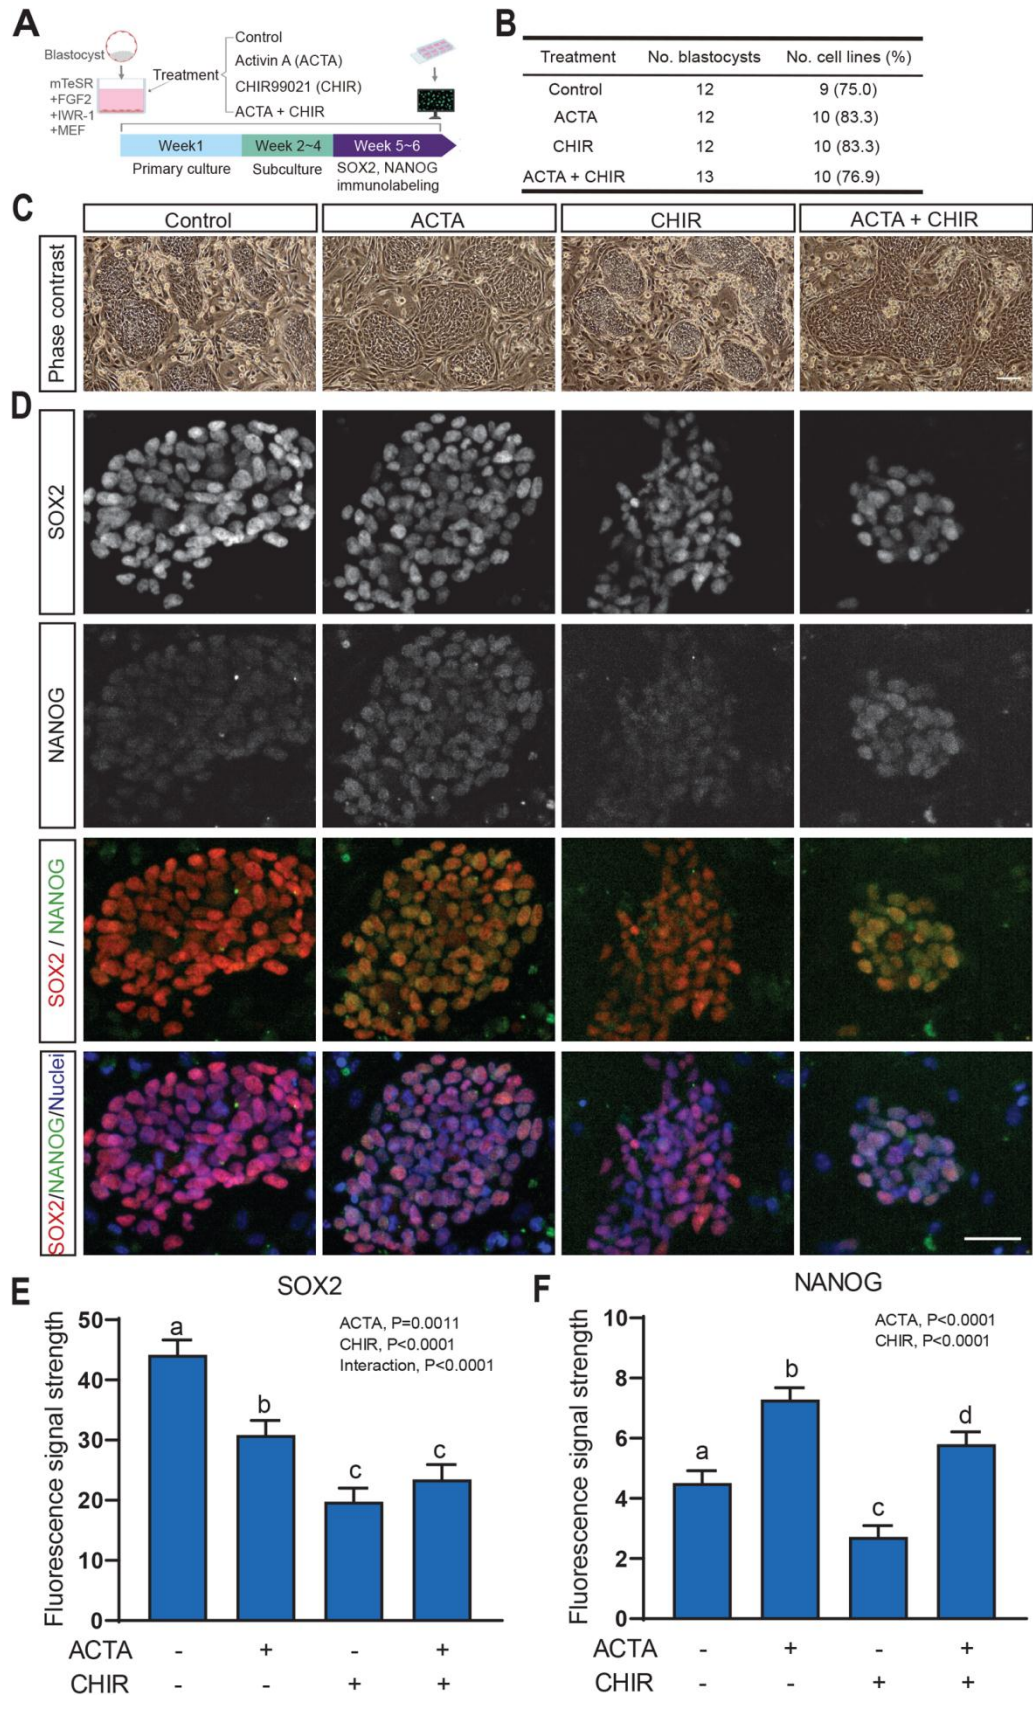 A
Blastocyst
mTeSR
+FGF2
+IWR-1
+MEF
Treatment
Control
Activin A (ACTA)
CHIR99021 (CHIR)
ACTA + CHIR
Week1
Week 2~4
Week 5~6
Primary culture
Subculture
SOX2, NANOG
immunolabeling
B
Treatment No. blastocysts No. cell lines (%)
Control 12 9 (75.0)
ACTA 12 10 (83.3)
CHIR 12 10 (83.3)
ACTA + CHIR 13 10 (76.9)
C
Control ACTA CHIR ACTA + CHIR
Phase contrast
D
SOX2
NANOG
SOX2 / NANOG
SOX2/NANOG/Nuclei
E
SOX2
Fluorescence signal strength
50
40
30
20
10
0
ACTA, P=0.0011
CHIR, P<0.0001
Interaction, P<0.0001
a b c c
ACTA - + - +
CHIR - - + +
F
NANOG
Fluorescence signal strength
10
8
6
4
2
0
ACTA, P<0.0001
CHIR, P<0.0001
a b c d
ACTA - + - +
CHIR - - + +